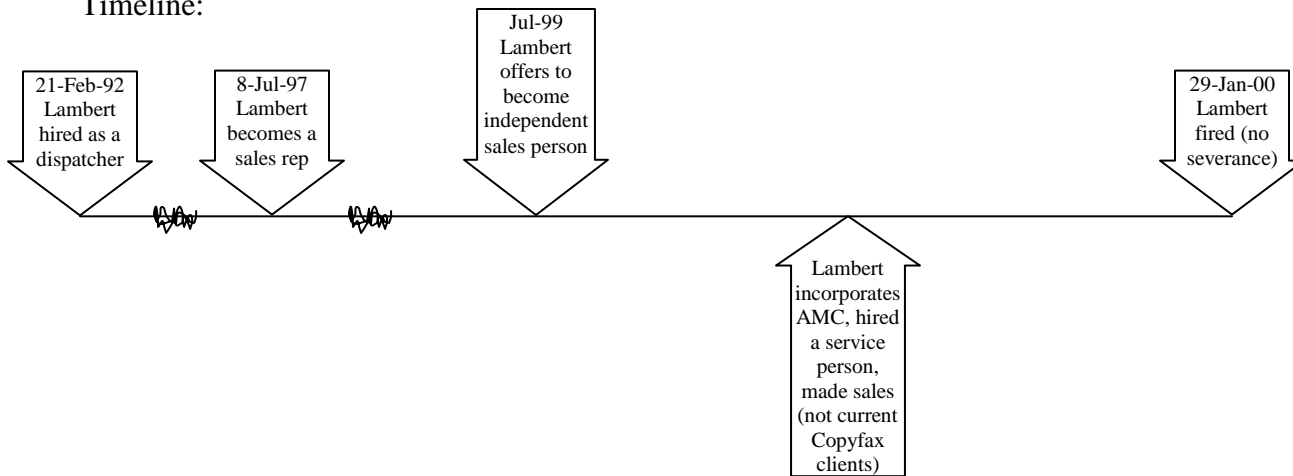 Timeline:
21-Feb-92
Lambert
hired as a
dispatcher
8-Jul-97
Lambert
becomes a
sales rep
Jul-99
Lambert
offers to
become
independent
sales person
29-Jan-00
Lambert
fired (no
severance)
Lambert
incorporates
AMC, hired
a service
person,
made sales
(not current
Copyfax
clients)